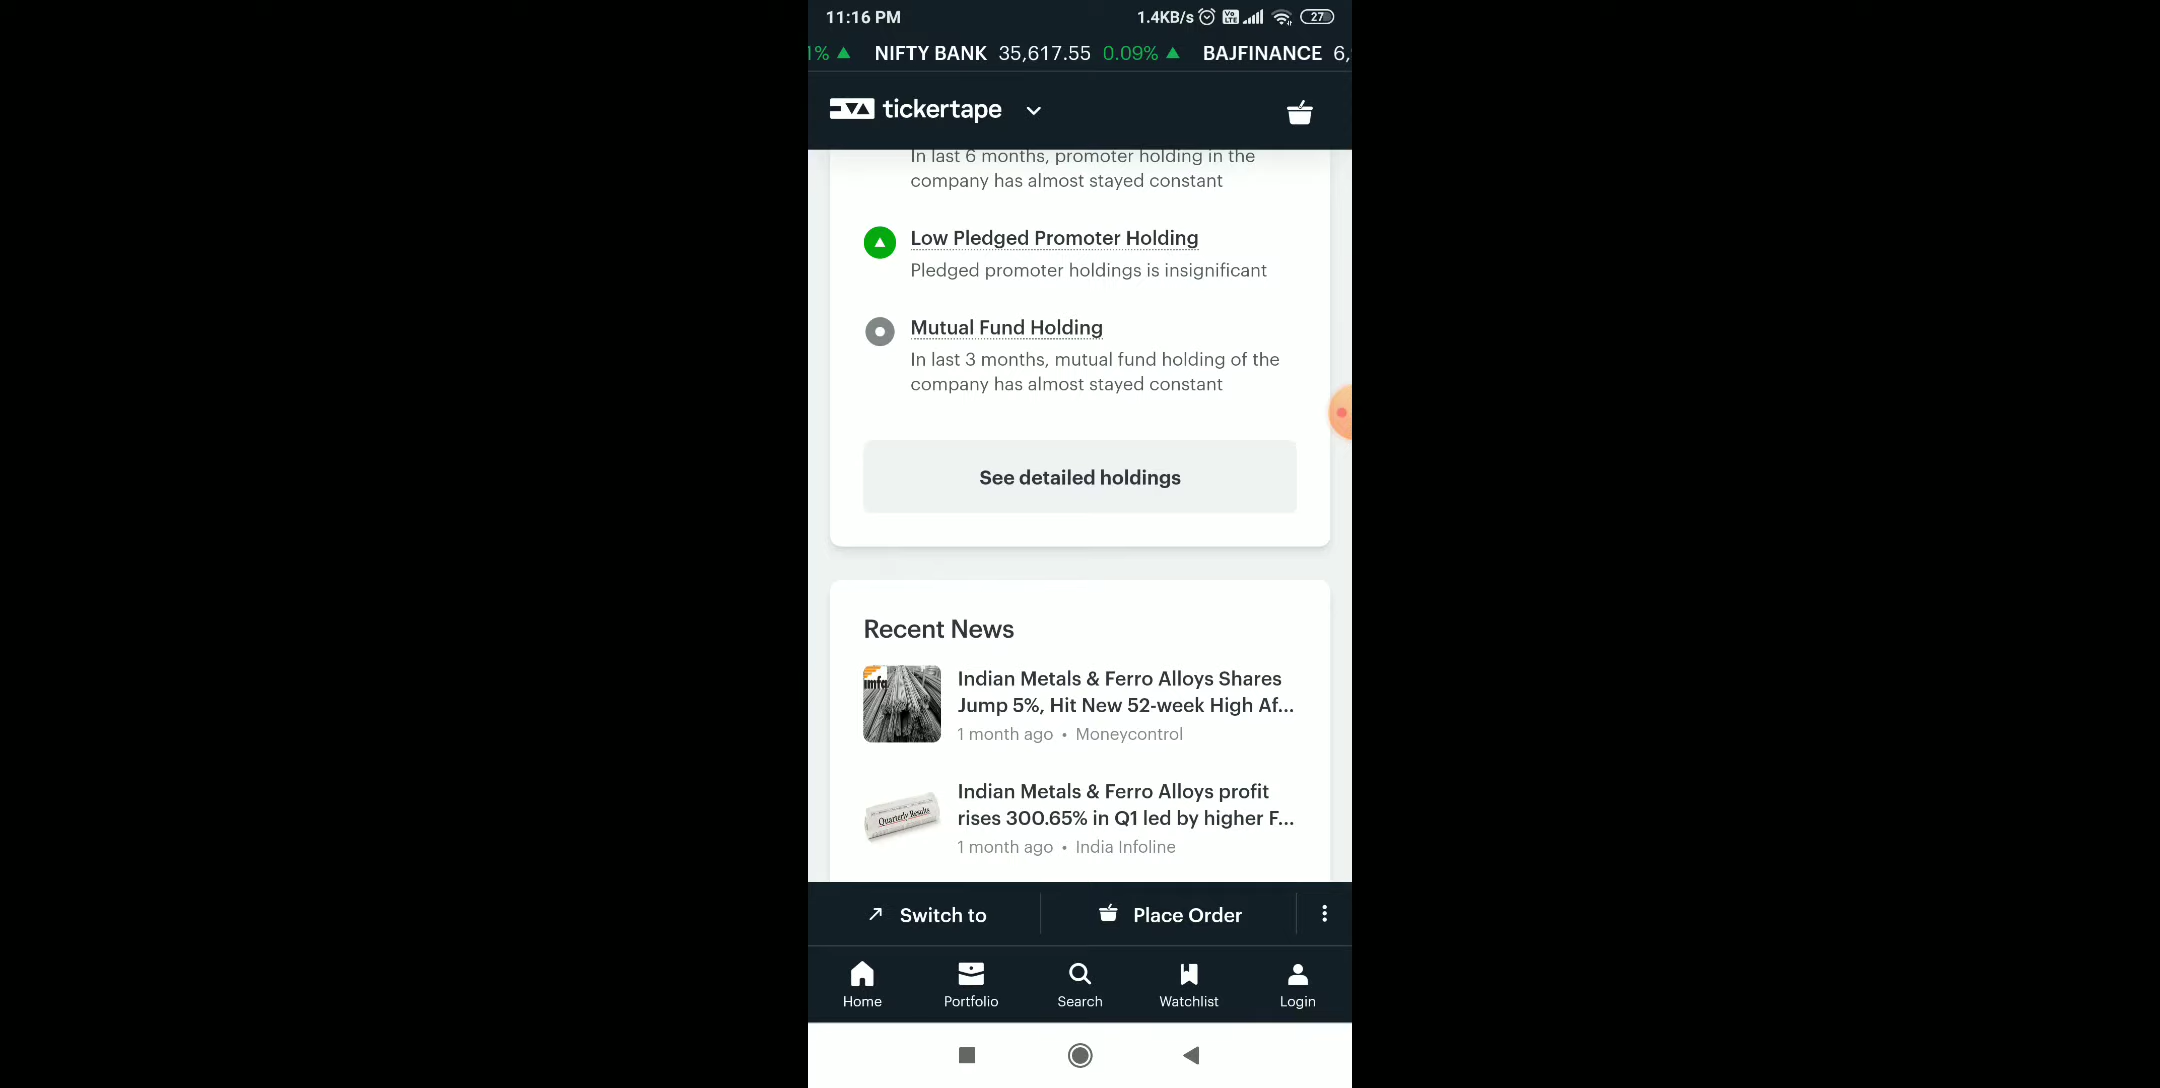 11:16 PM 1.4KB/s 27
1% NIFTY BANK 35,617.55 0.09% BAJFINANCE 6,
tickertape
In last 6 months, promoter holding in the
company has almost stayed constant
Low Pledged Promoter Holding
Pledged promoter holdings is insignificant
Mutual Fund Holding
In last 3 months, mutual fund holding of the
company has almost stayed constant
See detailed holdings
Recent News
imfa
Indian Metals & Ferro Alloys Shares
Jump 5%, Hit New 52-week High Af...
1 month ago • Moneycontrol
Quarterly Results
Indian Metals & Ferro Alloys profit
rises 300.65% in Q1 led by higher F...
1 month ago • India Infoline
Switch to Place Order
Home Portfolio Search Watchlist Login